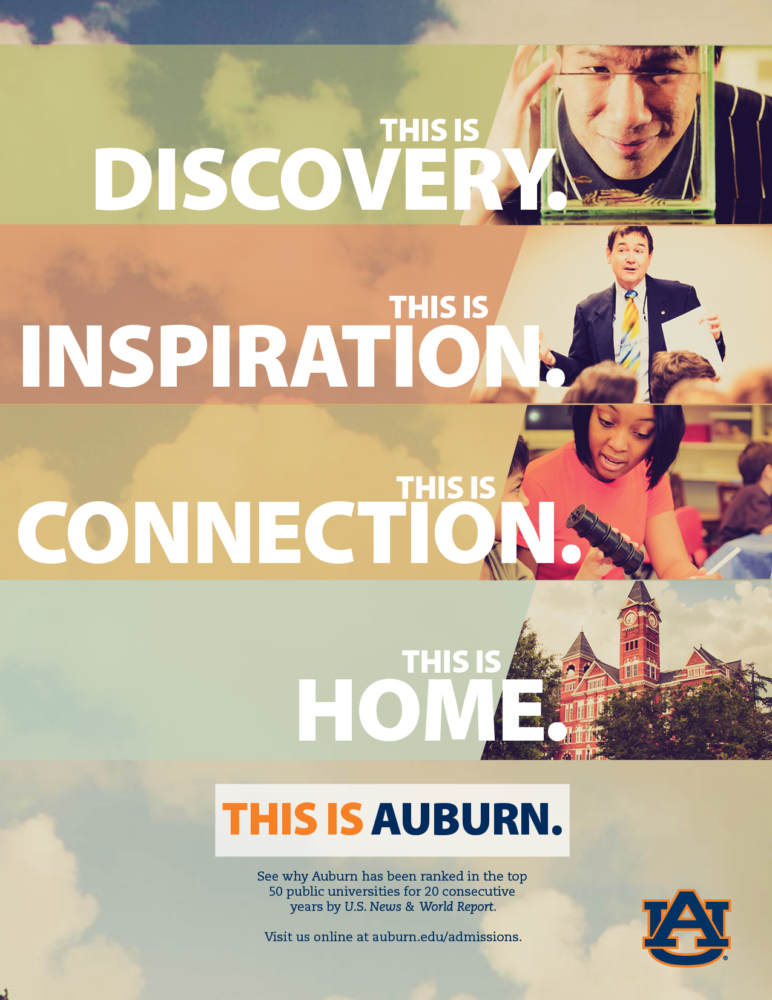 THIS IS
DISCOVERY.
THIS IS
INSPIRATION.
THIS IS
CONNECTION.
THIS IS
HOME.
THIS IS AUBURN.
See why Auburn has been ranked in the top
50 public universities for 20 consecutive
years by U.S. News & World Report.
Visit us online at auburn.edu/admissions.
AU
®